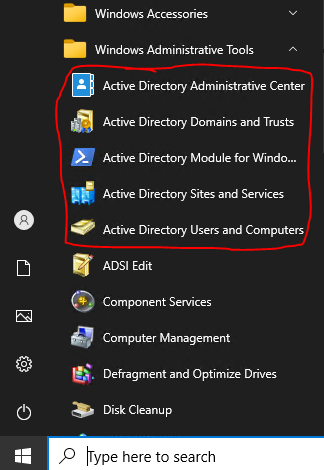 Windows Accessories
Windows Administrative Tools
Active Directory Administrative Center
Active Directory Domains and Trusts
Active Directory Module for Windo...
Active Directory Sites and Services
Active Directory Users and Computers
ADSI Edit
Component Services
Computer Management
Defragment and Optimize Drives
Disk Cleanup
Type here to search